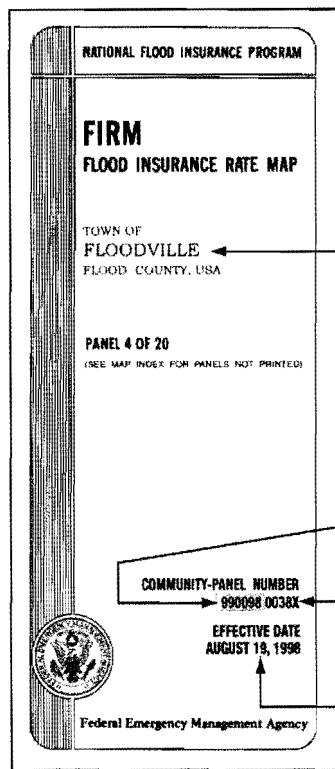 NATIONAL FLOOD INSURANCE PROGRAM
FIRM
FLOOD INSURANCE RATE MAP
TOWN OF
FLOODVILLE
FLOOD COUNTY, USA
PANEL 4 OF 20
(SEE MAP INDEX FOR PANELS NOT PRINTED)
COMMUNITY-PANEL NUMBER
990098 0038X
EFFECTIVE DATE
AUGUST 19, 1998
Federal Emergency Management Agency